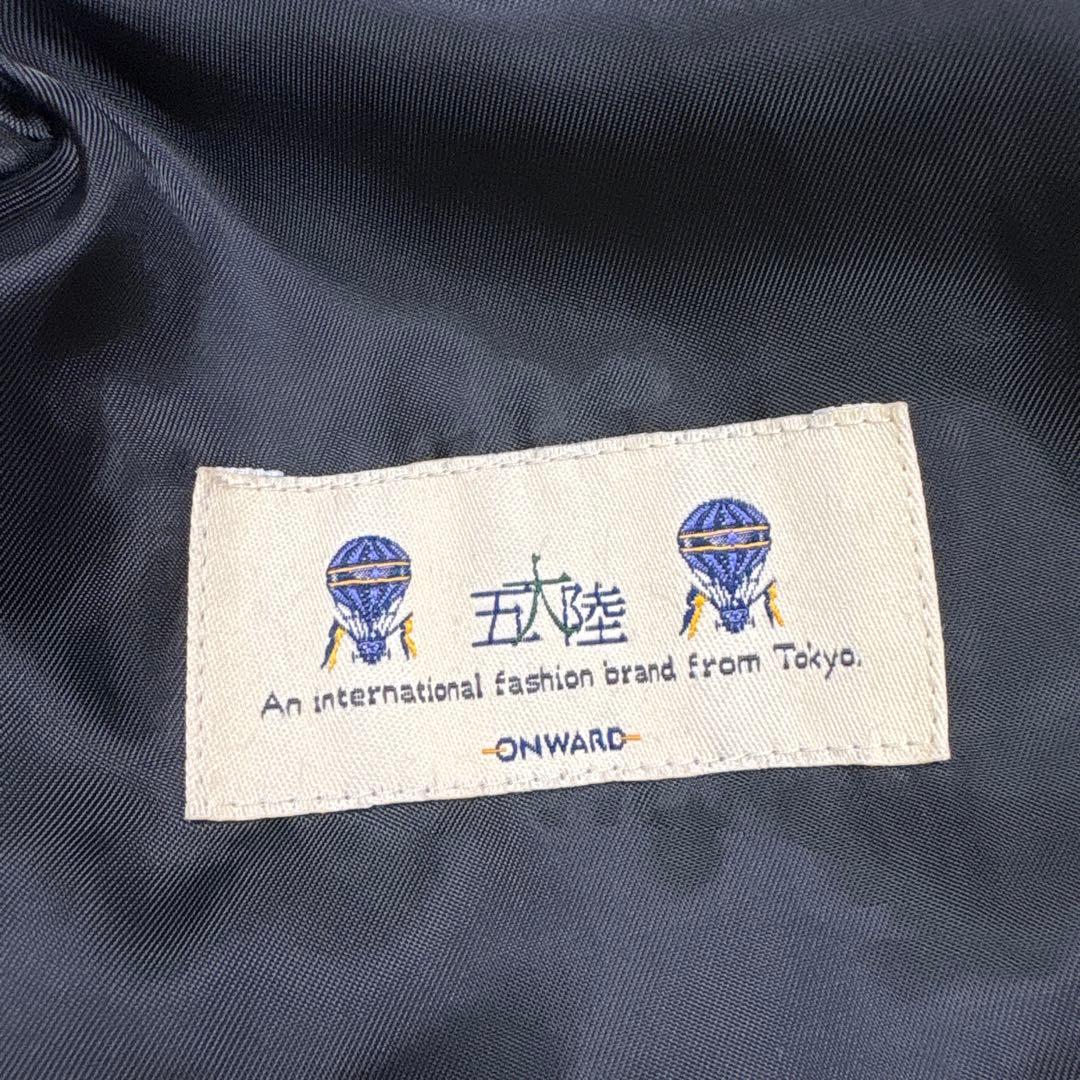 五大陸
An international fashion brand from Tokyo.
ONWARD